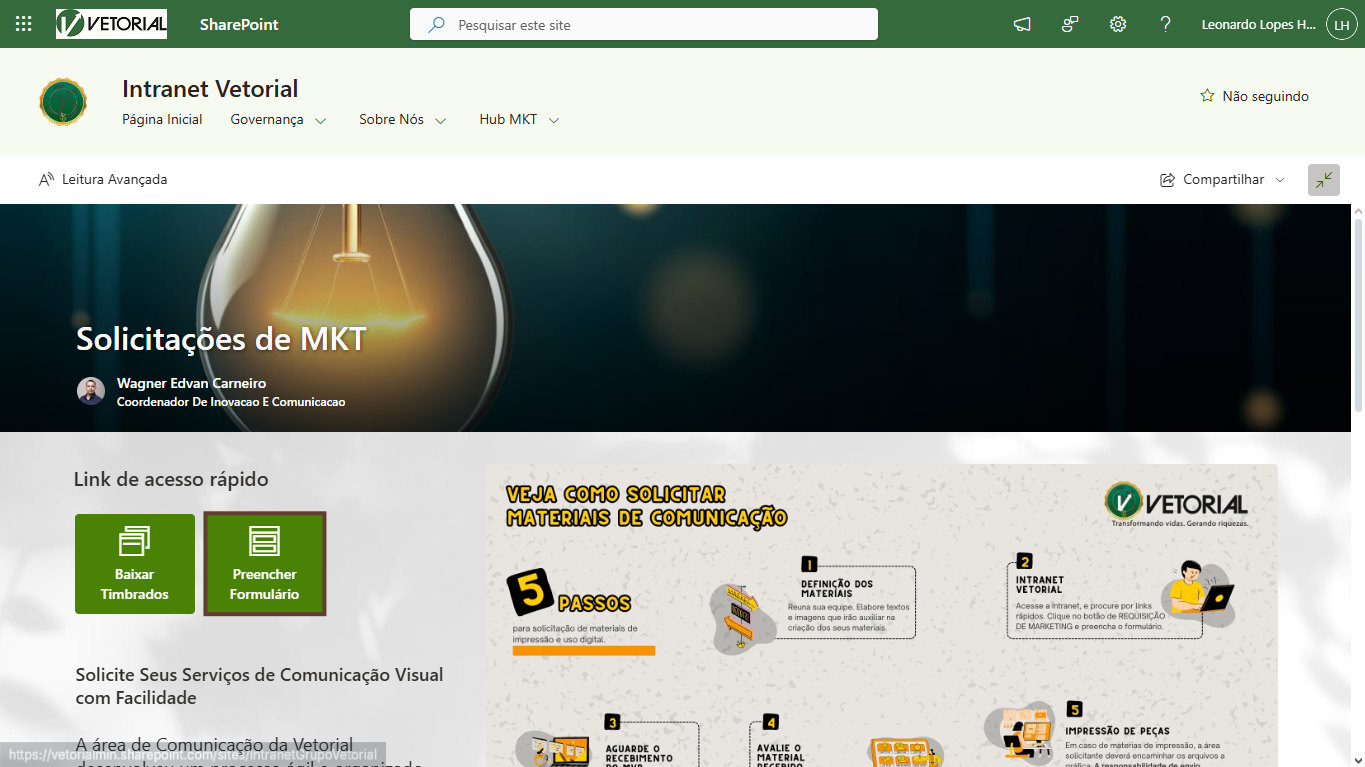 VETORIAL
SharePoint
Pesquisar este site
Leonardo Lopes H...
LH
Intranet Vetorial
Página Inicial
Governança
Sobre Nós
Hub MKT
Não seguindo
Leitura Avançada
Compartilhar
Solicitações de MKT
Wagner Edvan Carneiro
Coordenador De Inovacao E Comunicacao
Link de acesso rápido
Baixar
Timbrados
Preencher
Formulário
Solicite Seus Serviços de Comunicação Visual
com Facilidade
A área de Comunicação da Vetorial
https://vetorialmin.sharepoint.com/sites/IntranetGrupoVetorial
VEJA COMO SOLICITAR
MATERIAIS DE COMUNICAÇÃO
VETORIAL
Transformando vidas. Gerando riquezas.
5 PASSOS
para solicitação de materiais de
impressão e uso digital.
1
DEFINIÇÃO DOS
MATERIAIS
Reuna sua equipe. Elabore textos
e imagens que irão auxiliar na
criação dos seus materiais.
2
INTRANET
VETORIAL
Acesse a intranet, e procure por links
rápidos. Clique no botão de REQUISIÇÃO
DE MARKETING e preencha o formulário.
3
AGUARDE O
RECEBIMENTO
4
AVALIE O
MATERIAL
RECEBIDO
5
IMPRESSÃO DE PEÇAS
Em caso de materias de impressão, a área
solicitante deverá encaminhar os arquivos a
gráfica. A responsabilidade de envio